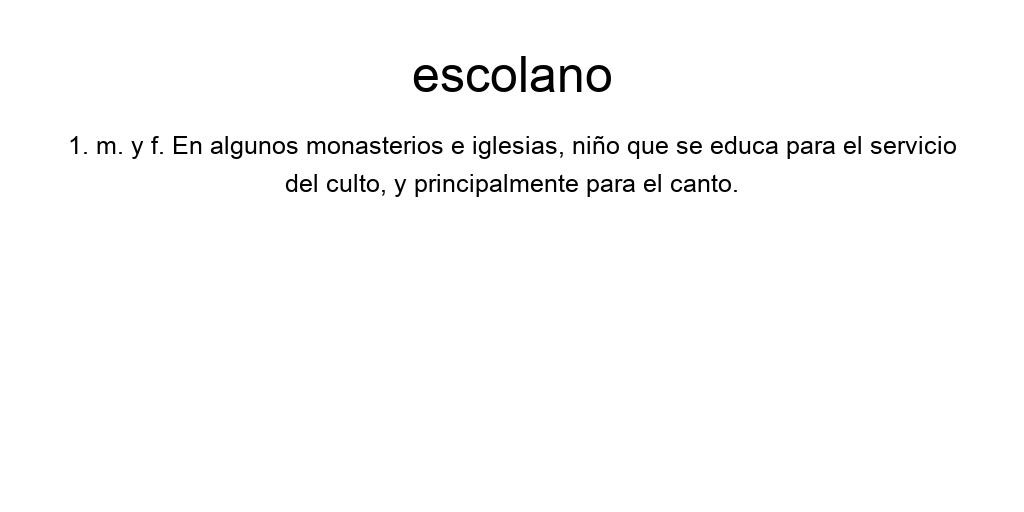 escolano
1. m. y f. En algunos monasterios e iglesias, niño que se educa para el servicio
del culto, y principalmente para el canto.